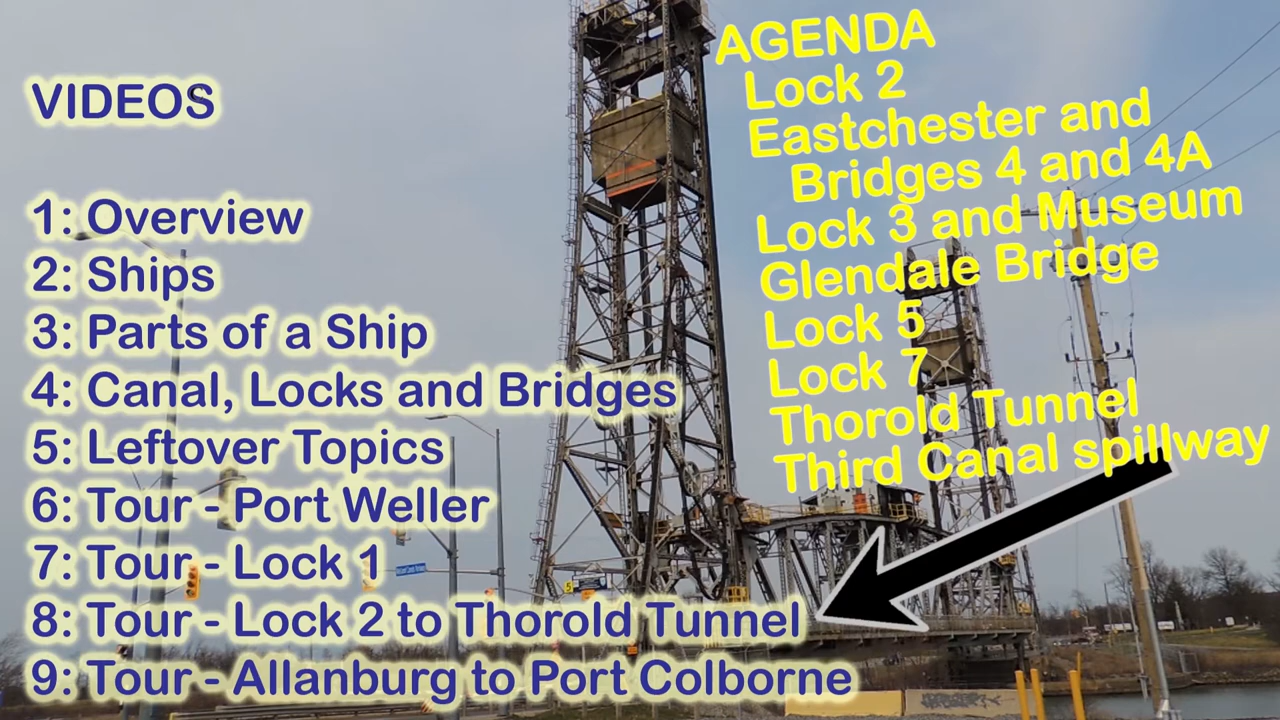 VIDEOS
1: Overview
2: Ships
3: Parts of a Ship
4: Canal, Locks and Bridges
5: Leftover Topics
6: Tour - Port Weller
7: Tour - Lock 1
8: Tour - Lock 2 to Thorold Tunnel
9: Tour - Allanburg to Port Colborne
AGENDA
Lock 2
Eastchester and
Bridges 4 and 4A
Lock 3 and Museum
Glendale Bridge
Lock 5
Lock 7
Thorold Tunnel
Third Canal spillway
5